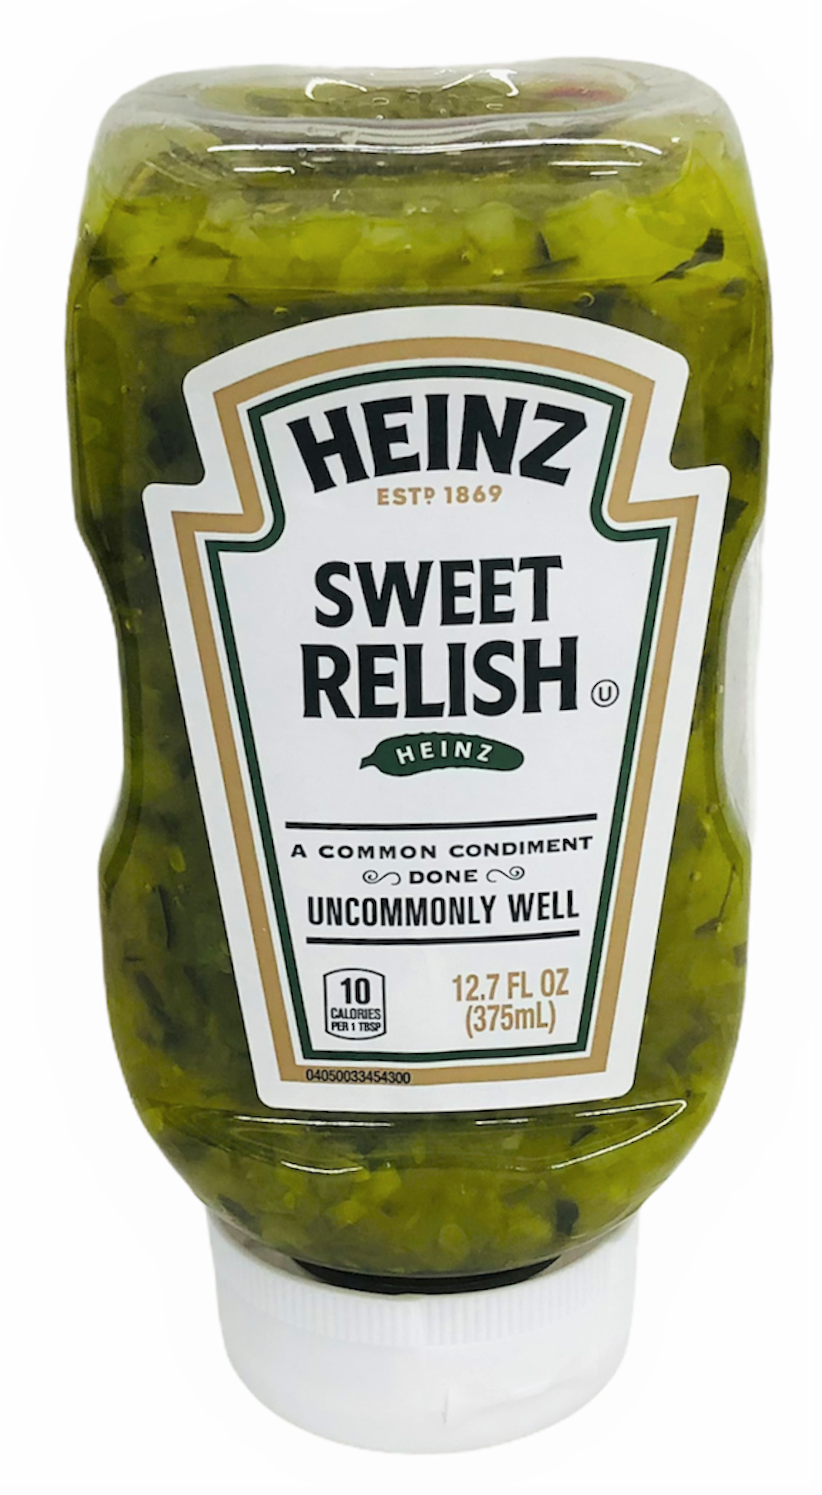 HEINZ
ESTD 1869
SWEET
RELISH U
HEINZ
A COMMON CONDIMENT
DONE
UNCOMMONLY WELL
10
CALORIES
PER 1 TBSP
12.7 FL OZ
(375mL)
04050033454300